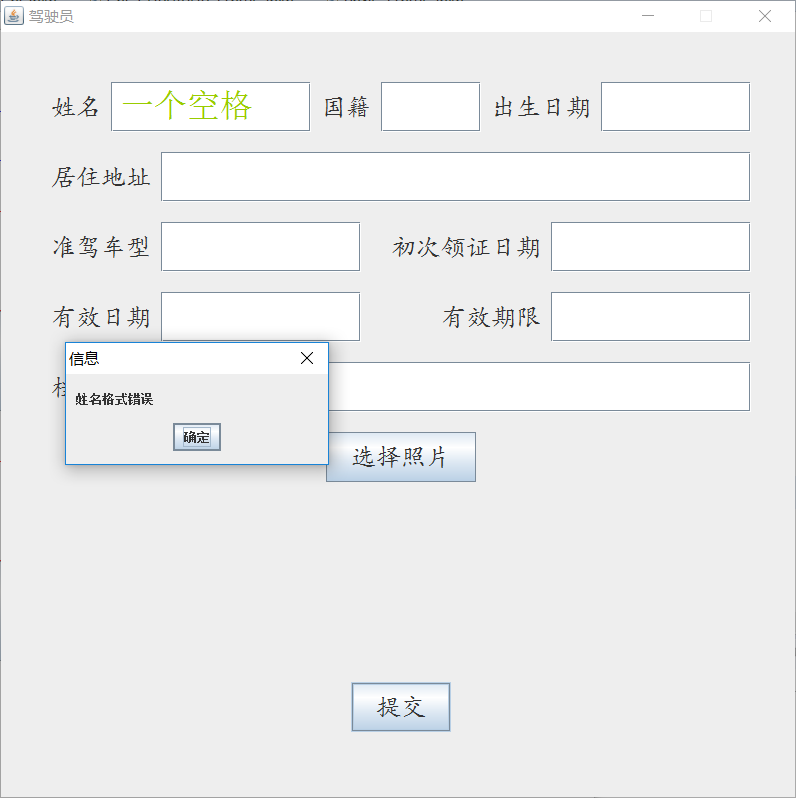 驾驶员
姓名 一个空格 国籍 出生日期
居住地址
准驾车型 初次领证日期
有效日期 有效期限
信息
姓名格式错误
确定
选择照片
提交